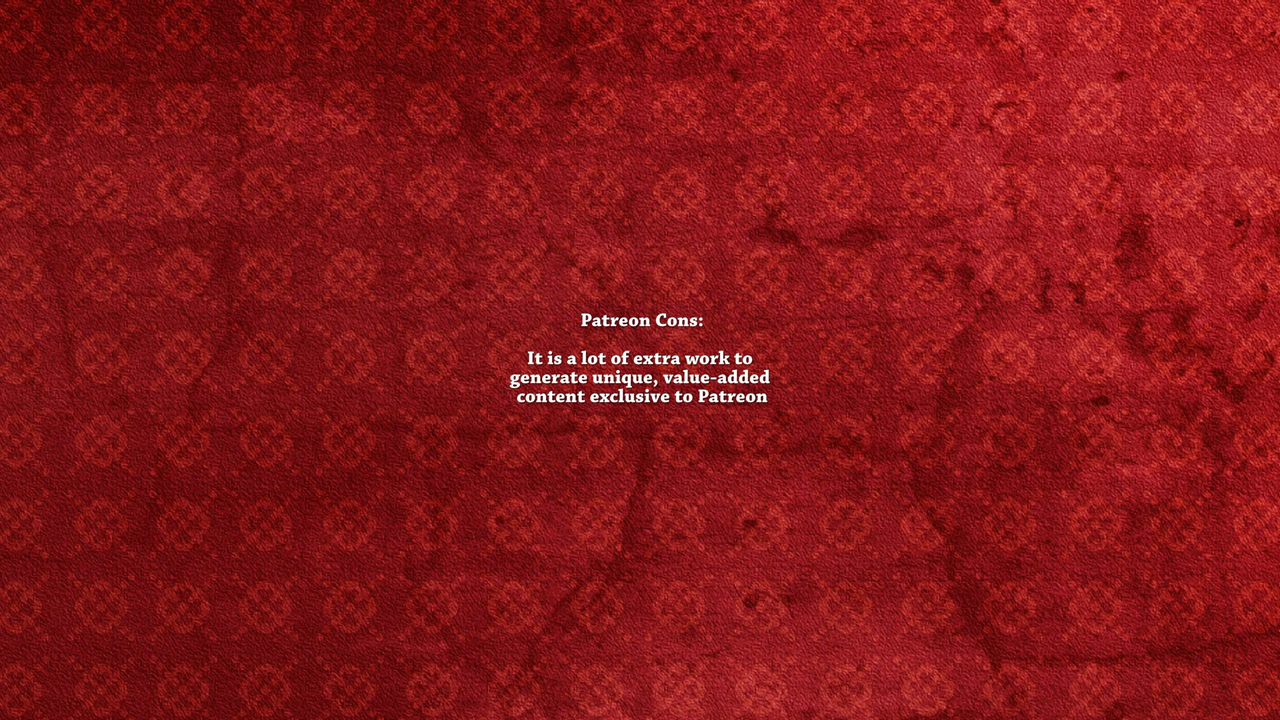 Patreon Cons:
It is a lot of extra work to
generate unique, value-added
content exclusive to Patreon